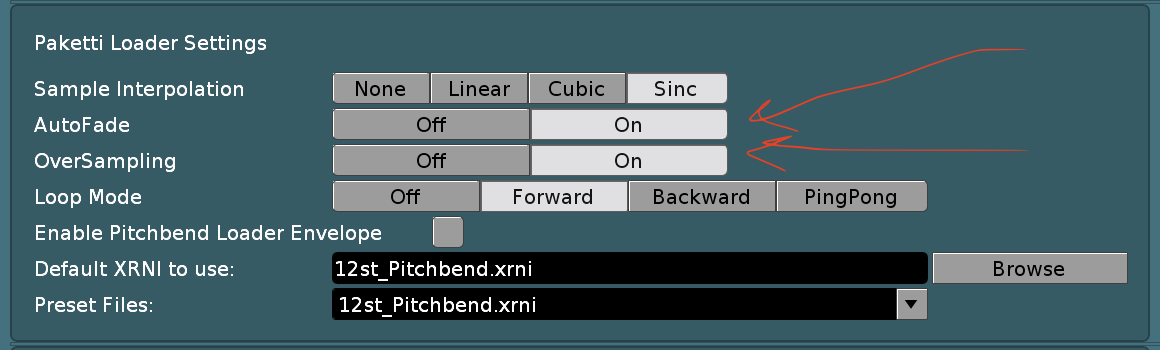 Paketti Loader Settings
Sample Interpolation None Linear Cubic Sinc
AutoFade Off On
OverSampling Off On
Loop Mode Off Forward Backward PingPong
Enable Pitchbend Loader Envelope
Default XRNI to use: 12st_Pitchbend.xrni Browse
Preset Files: 12st_Pitchbend.xrni